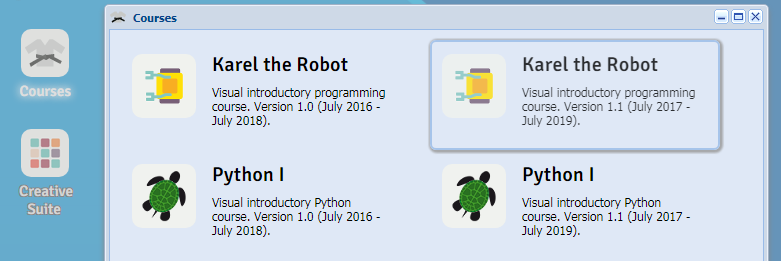 Courses
Courses
Creative
Suite
Karel the Robot
Visual introductory programming
course. Version 1.0 (July 2016 -
July 2018).
Karel the Robot
Visual introductory programming
course. Version 1.1 (July 2017 -
July 2019).
Python I
Visual introductory Python
course. Version 1.0 (July 2016 -
July 2018).
Python I
Visual introductory Python
course. Version 1.1 (July 2017 -
July 2019).